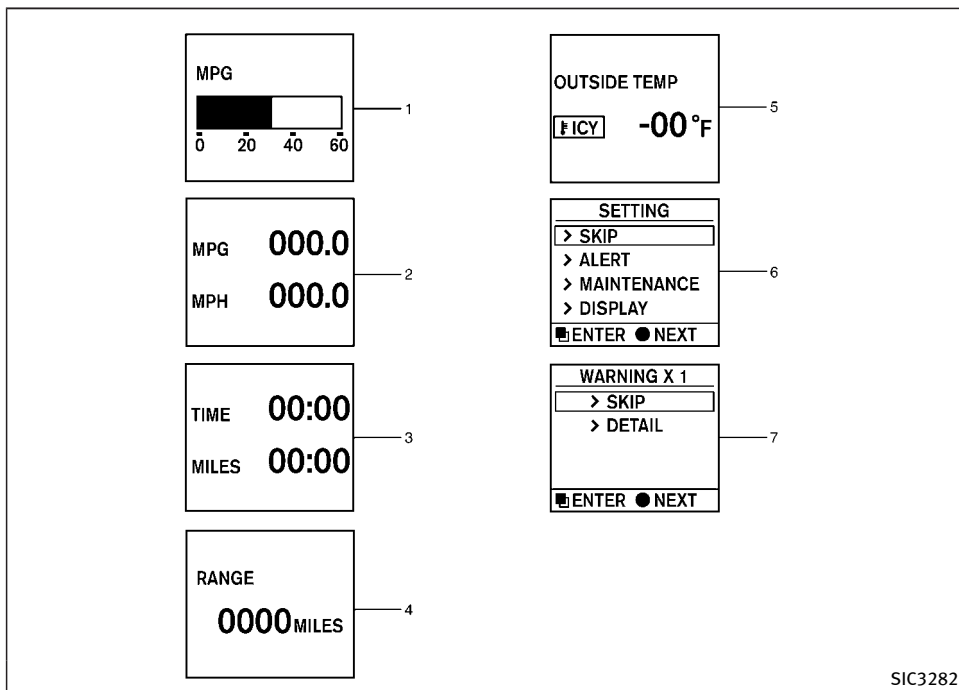 MPG
0 20 40 60
1
MPG 000.0
MPH 000.0
2
TIME 00:00
MILES 00:00
3
RANGE
0000 MILES
4
OUTSIDE TEMP
ICY -00°F
5
SETTING
> SKIP
> ALERT
> MAINTENANCE
> DISPLAY
ENTER ● NEXT
6
WARNING X 1
> SKIP
> DETAIL
ENTER ● NEXT
7
SIC3282